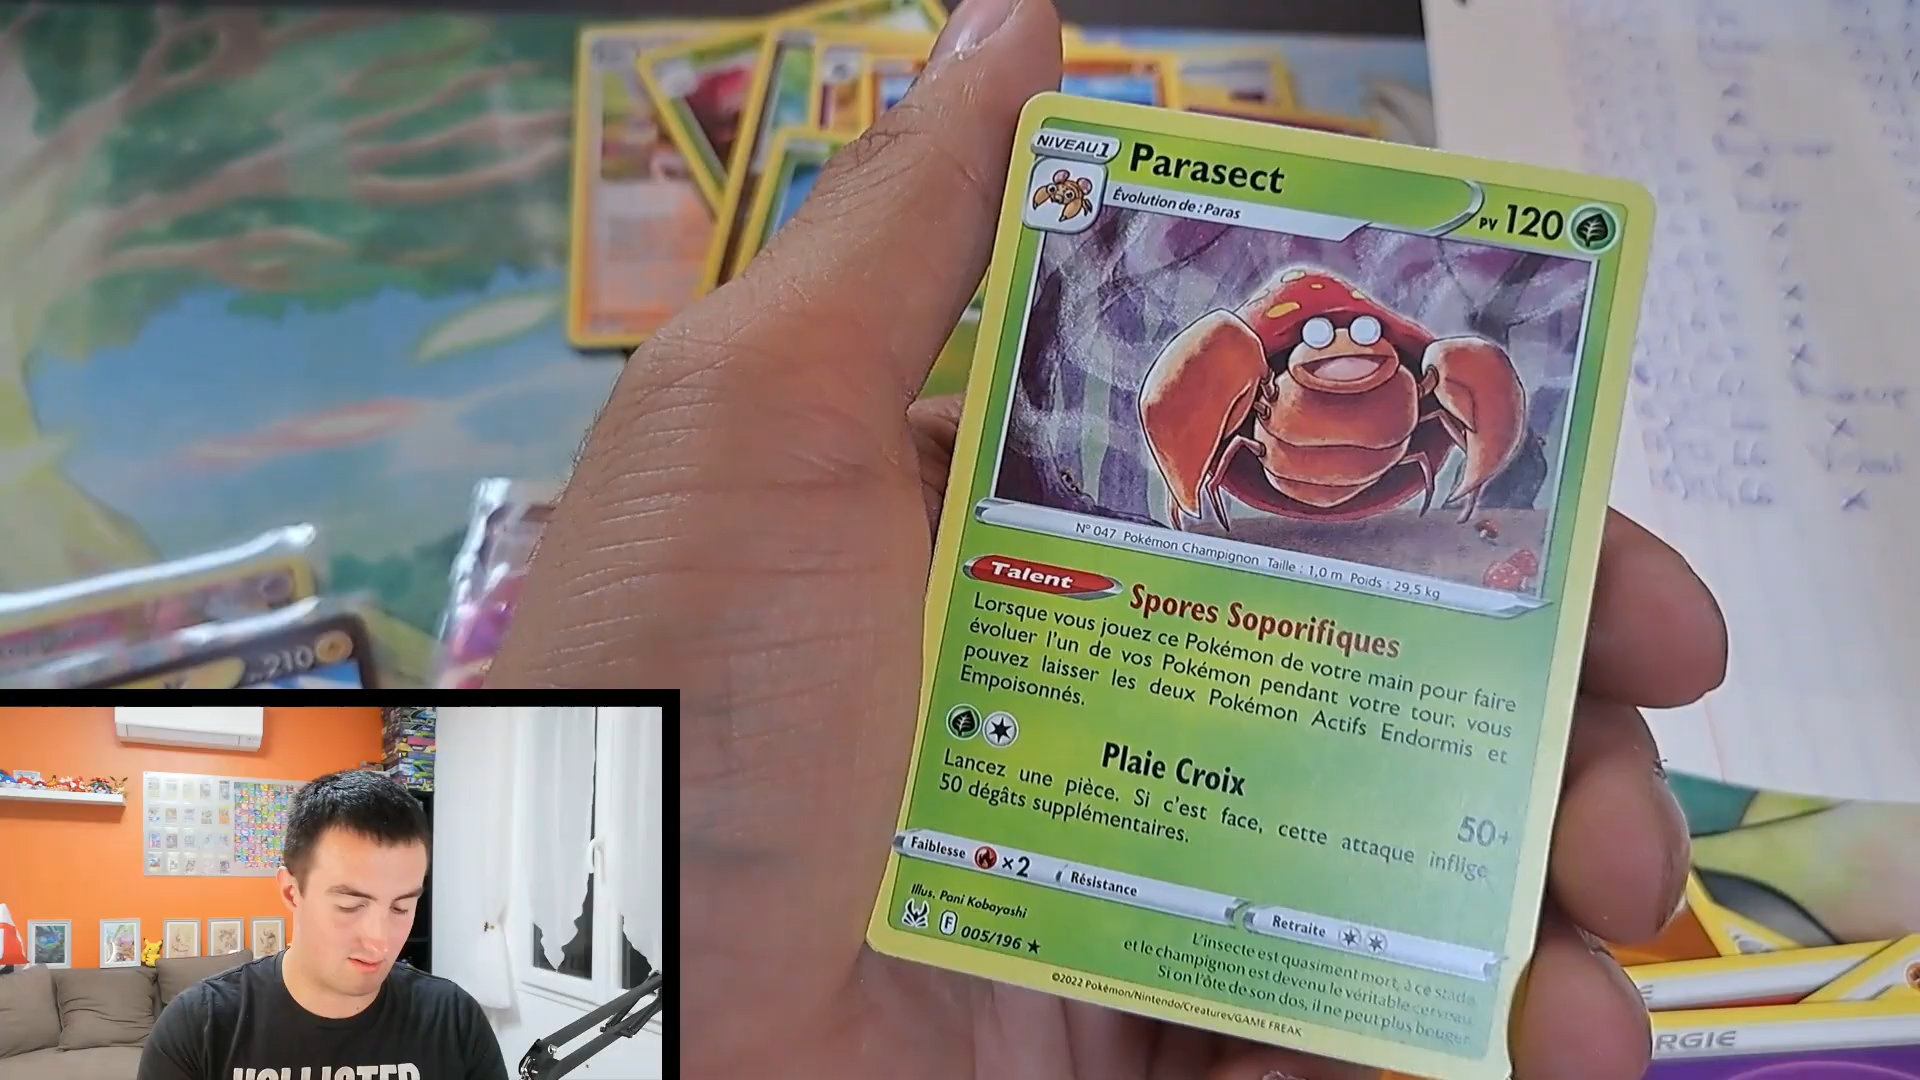 NIVEAU 1
Parasect
Évolution de : Paras
PV 120
N° 047 Pokémon Champignon Taille : 1,0 m Poids : 29,5 kg
Talent Spores Soporifiques
Lorsque vous jouez ce Pokémon de votre main pour faire
évoluer l'un de vos Pokémon pendant votre tour, vous
pouvez laisser les deux Pokémon Actifs Endormis et
Empoisonnés.
Plaie Croix
50+
Lancez une pièce. Si c'est face, cette attaque inflige
50 dégâts supplémentaires.
Faiblesse ×2 Résistance Retraite
Illus. Pani Kobayashi
F 005/196 ★
L'insecte est quasiment mort, à ce stade,
et le champignon est devenu le véritable cerveau.
Si on l'ôte de son dos, il ne peut plus bouger.
©2022 Pokémon/Nintendo/Creatures/GAME FREAK
210
RGIE
HOLLISTER